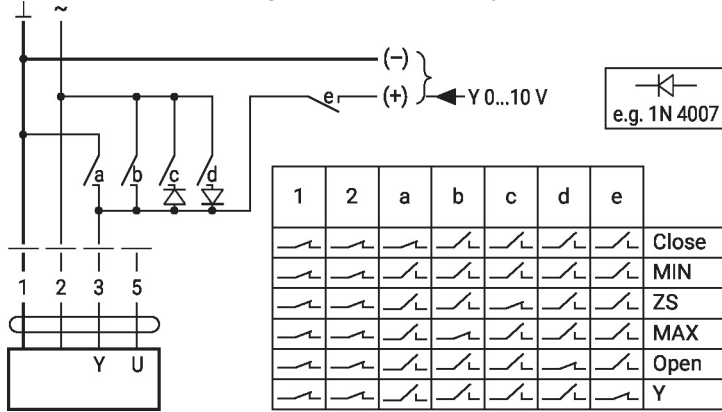 ⊥ ~
(–)
e (+) Y 0...10 V
e.g. 1N 4007
a b c d
1 2 a b c d e
Close
MIN
ZS
MAX
Open
Y
1 2 3 5
Y U